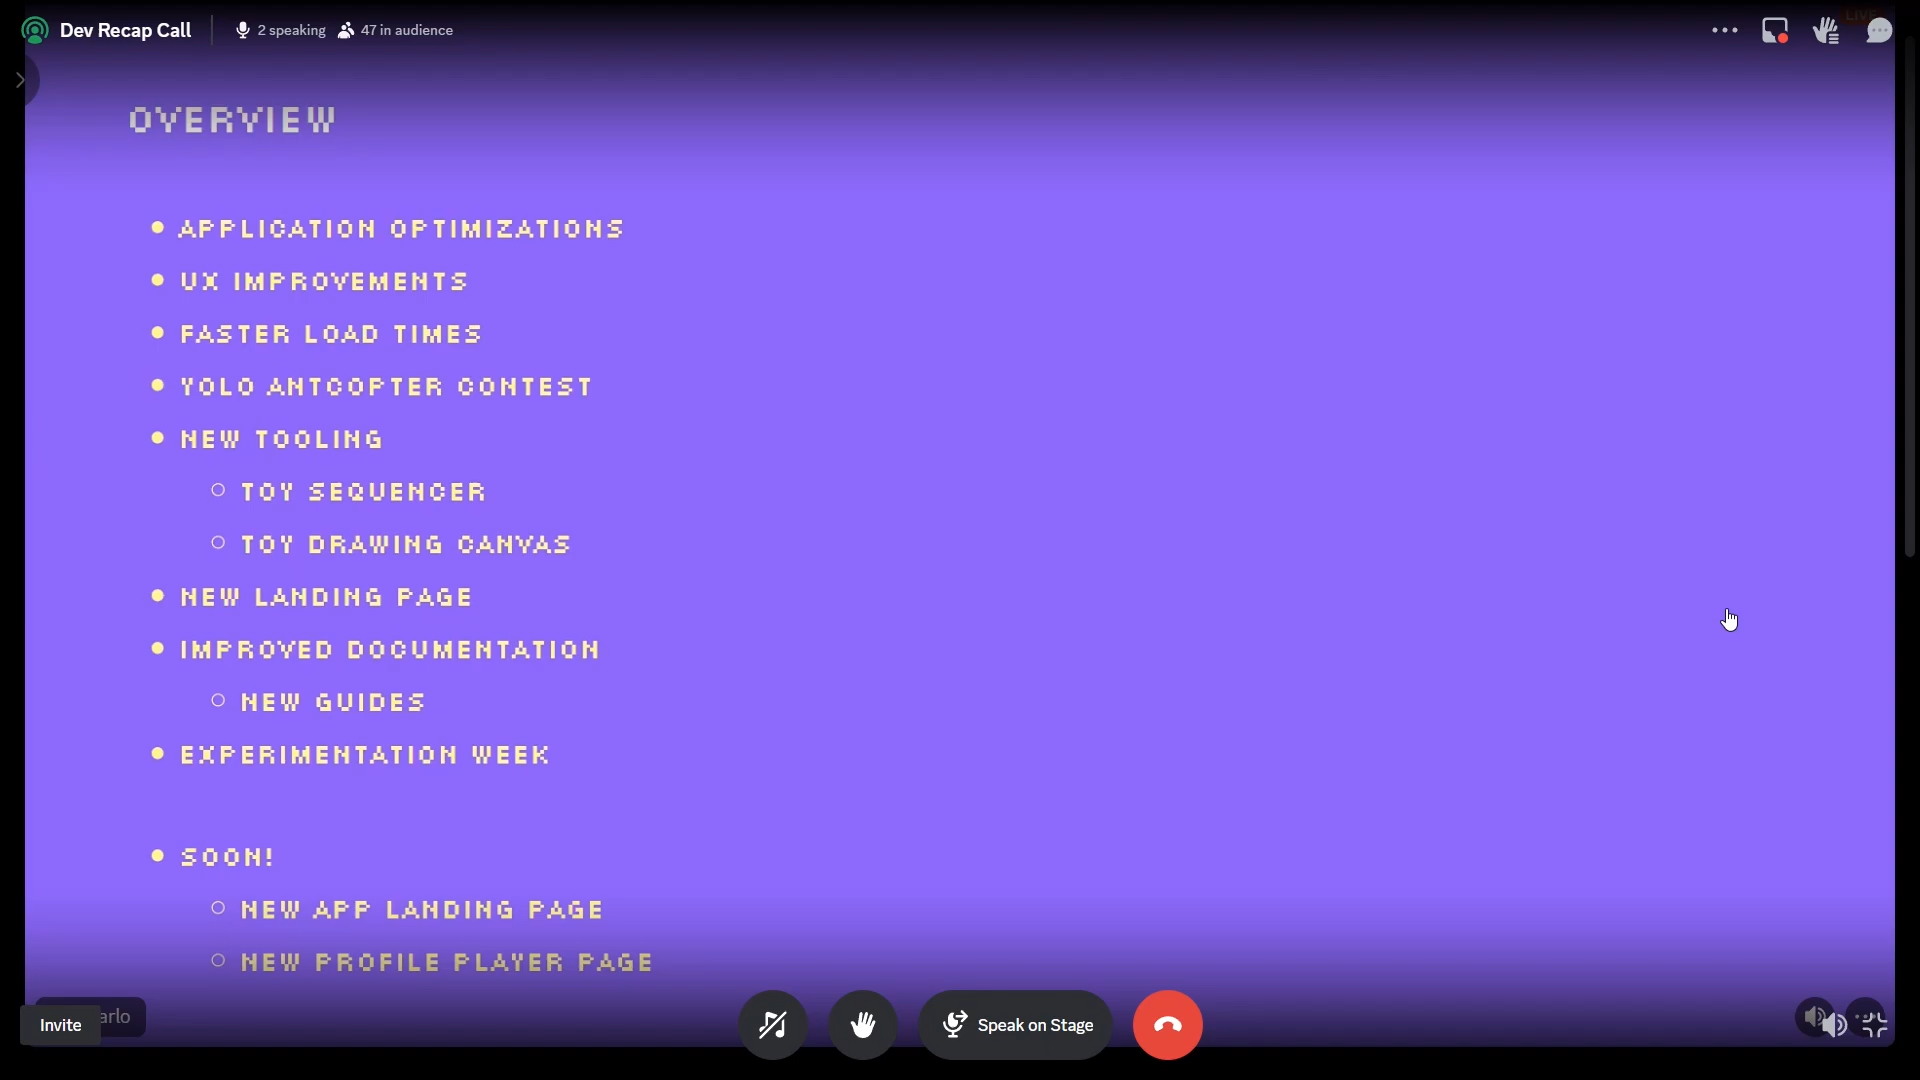 Dev Recap Call
2 speaking
47 in audience
LIVE
OVERVIEW
APPLICATION OPTIMIZATIONS
UX IMPROVEMENTS
FASTER LOAD TIMES
YOLO ANTCOPTER CONTEST
NEW TOOLING
TOY SEQUENCER
TOY DRAWING CANVAS
NEW LANDING PAGE
IMPROVED DOCUMENTATION
NEW GUIDES
EXPERIMENTATION WEEK
SOON!
NEW APP LANDING PAGE
NEW PROFILE PLAYER PAGE
Invite
arlo
Speak on Stage